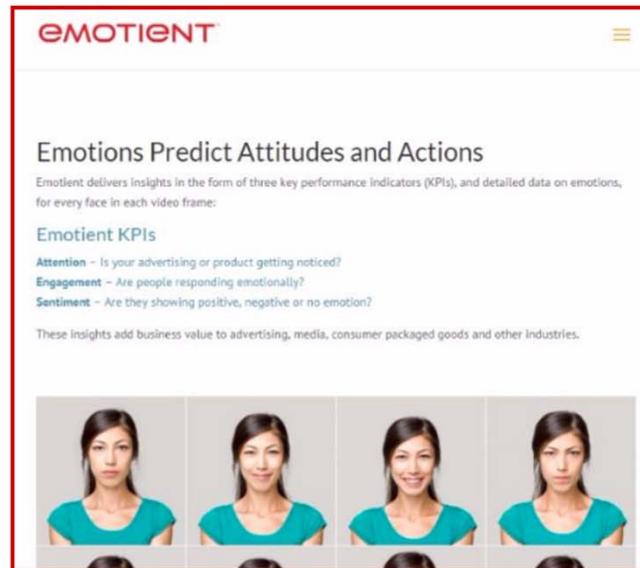 emotient
Emotions Predict Attitudes and Actions
Emotient delivers insights in the form of three key performance indicators (KPIs), and detailed data on emotions,
for every face in each video frame:
Emotient KPIs
Attention – Is your advertising or product getting noticed?
Engagement – Are people responding emotionally?
Sentiment – Are they showing positive, negative or no emotion?
These insights add business value to advertising, media, consumer packaged goods and other industries.